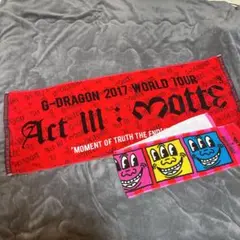 G-DRAGON 2017 WORLD TOUR
Act III : Motte
"MOMENT OF TRUTH THE END